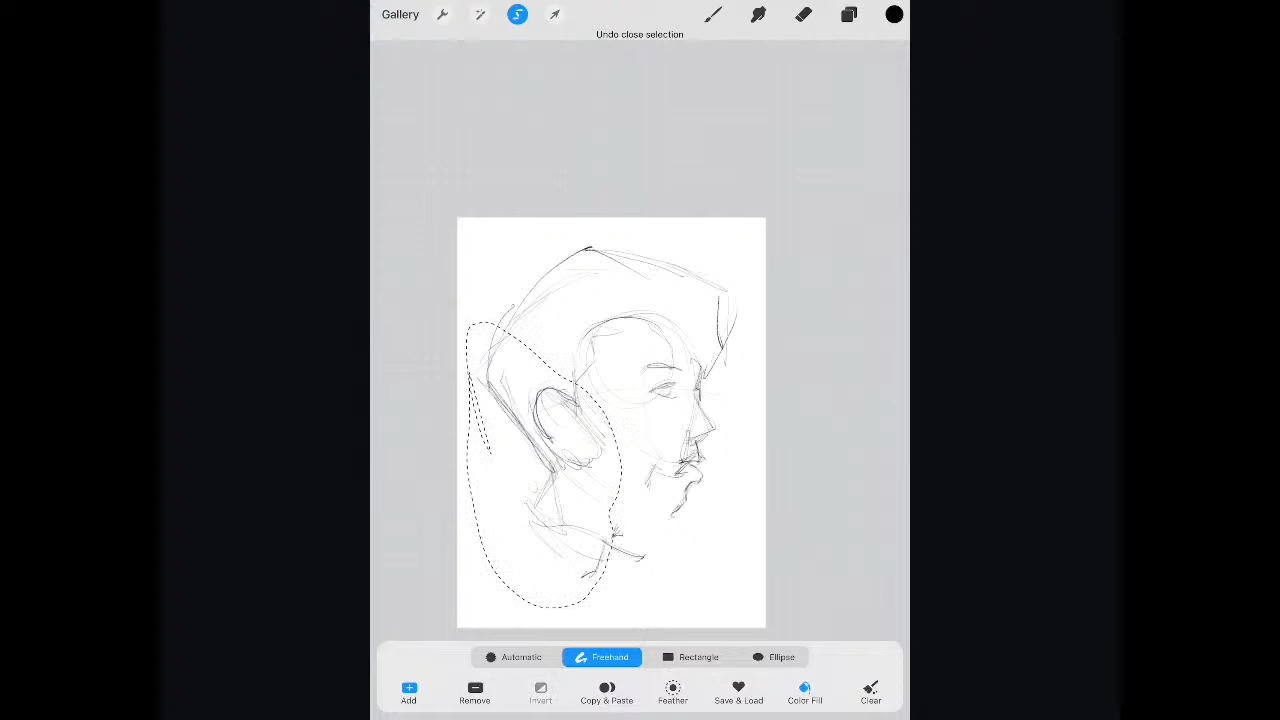 Gallery
Undo close selection
Automatic Freehand Rectangle Ellipse
Add Remove Invert Copy & Paste Feather Save & Load Color Fill Clear